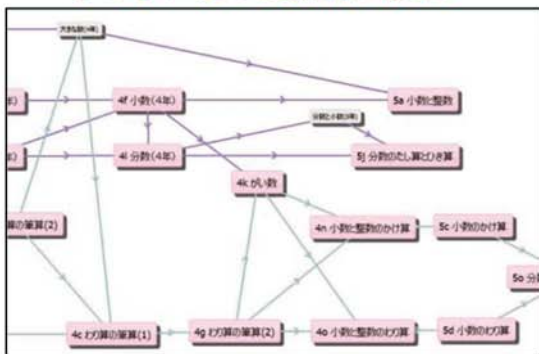 大きな数(4年)
4f 小数(4年)
5a 小数と整数
分数と小数(5年)
4l 分数(4年)
5j 分数のたし算とひき算
4k がい数
算の筆算(2)
4n 小数と整数のかけ算
5c 小数のかけ算
5o 分数
4c わり算の筆算(1)
4g わり算の筆算(2)
4o 小数と整数のわり算
5d 小数のわり算